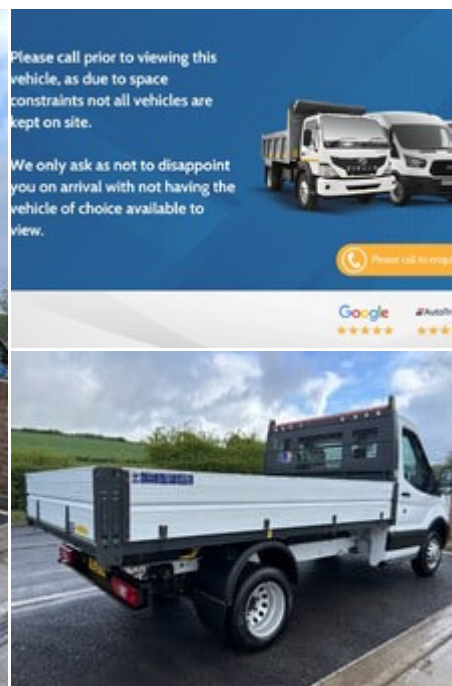 Please call prior to viewing this
vehicle, as due to space
constraints not all vehicles are
kept on site.
We only ask as not to disappoint
you on arrival with not having the
vehicle of choice available to
view.
Please call to enqui
Google
AutoTr